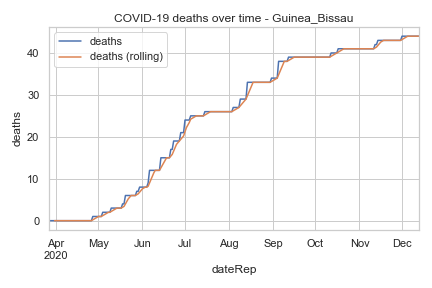 COVID-19 deaths over time - Guinea_Bissau
deaths
deaths (rolling)
deaths
40
30
20
10
0
Apr May Jun Jul Aug Sep Oct Nov Dec
2020
dateRep